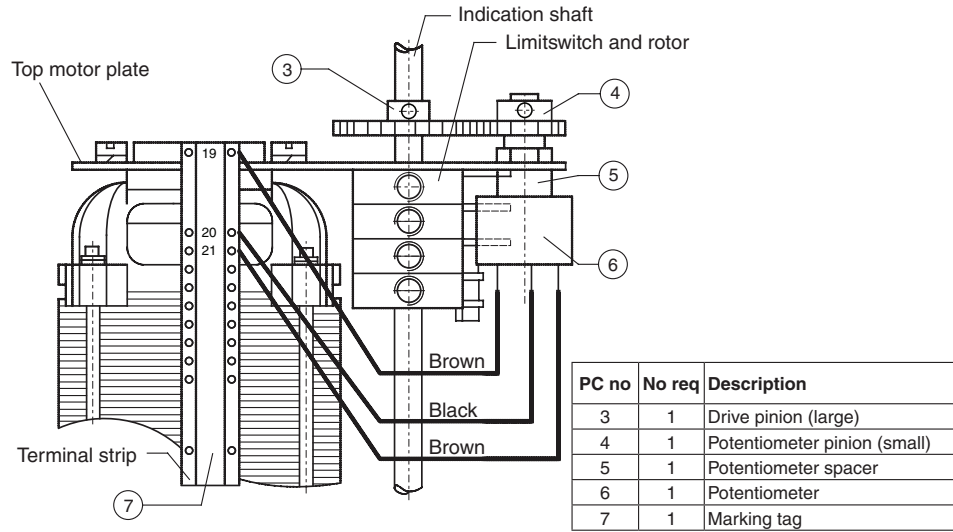 Indication shaft
Limitswitch and rotor
Top motor plate
3
4
19
5
20
21
6
Brown
Black
Brown
Terminal strip
7
PC no No req Description
3 1 Drive pinion (large)
4 1 Potentiometer pinion (small)
5 1 Potentiometer spacer
6 1 Potentiometer
7 1 Marking tag